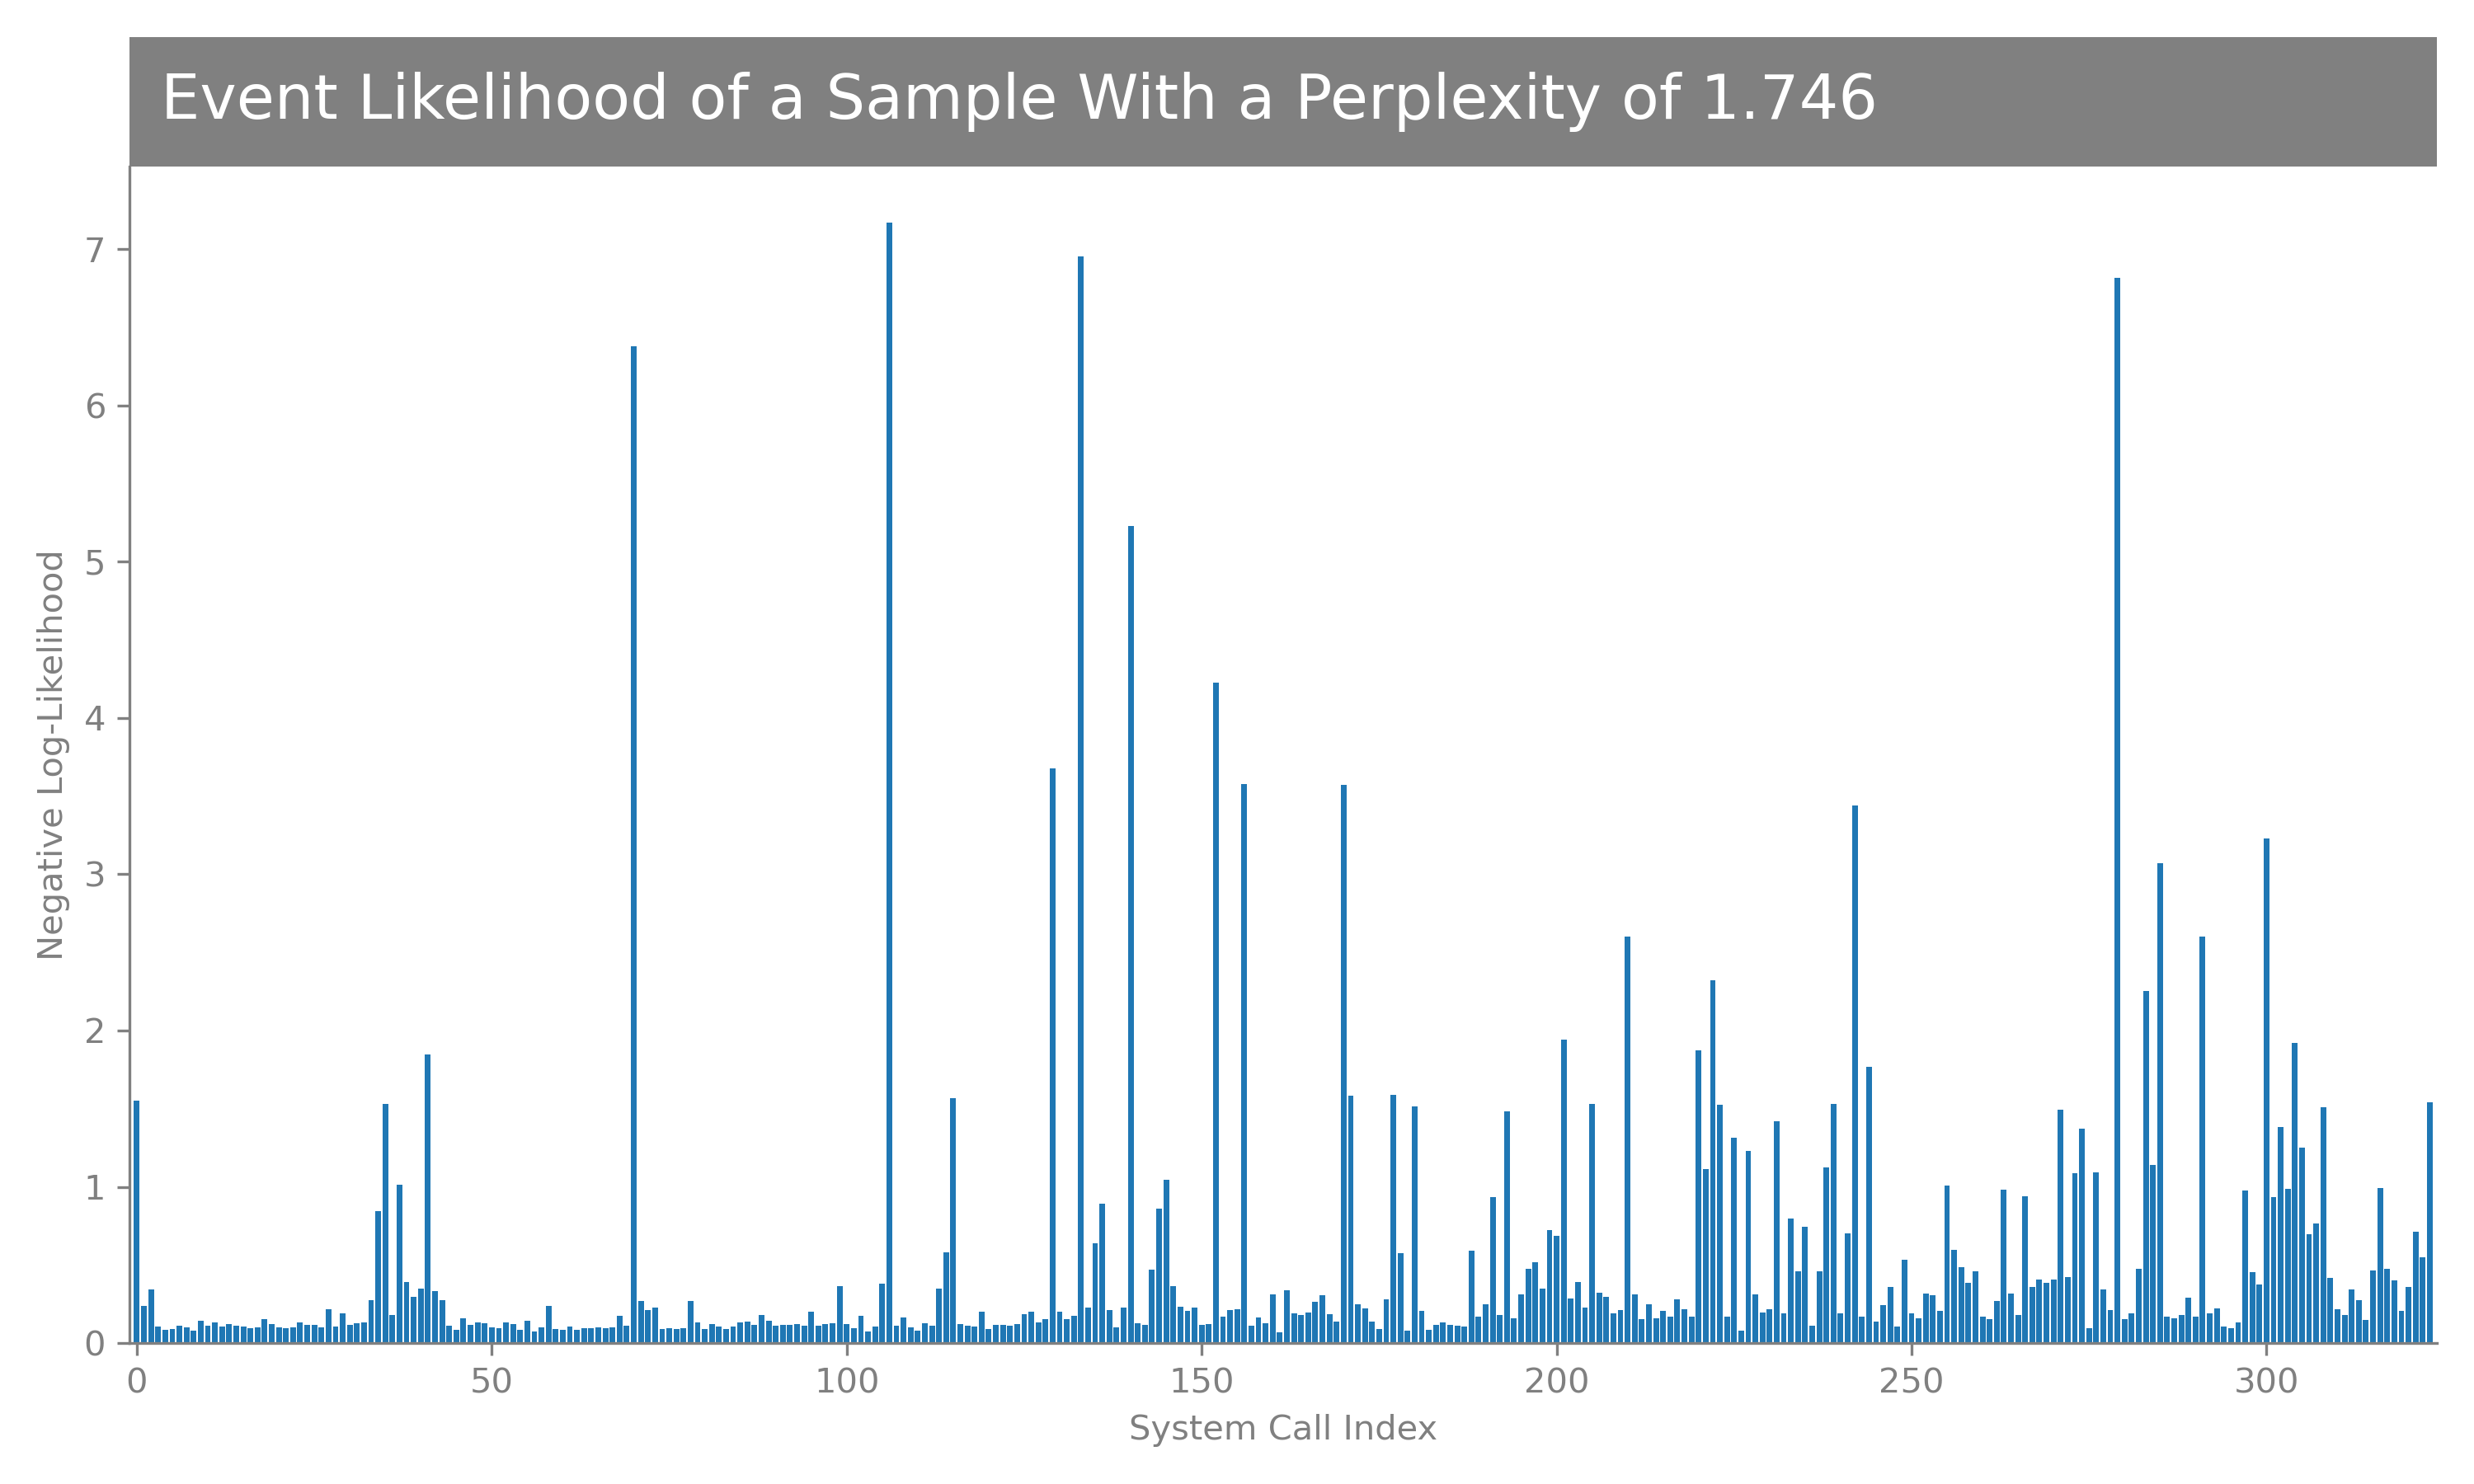 Event Likelihood of a Sample With a Perplexity of 1.746
7
6
5
4
3
2
1
0
Negative Log-Likelihood
0 50 100 150 200 250 300
System Call Index